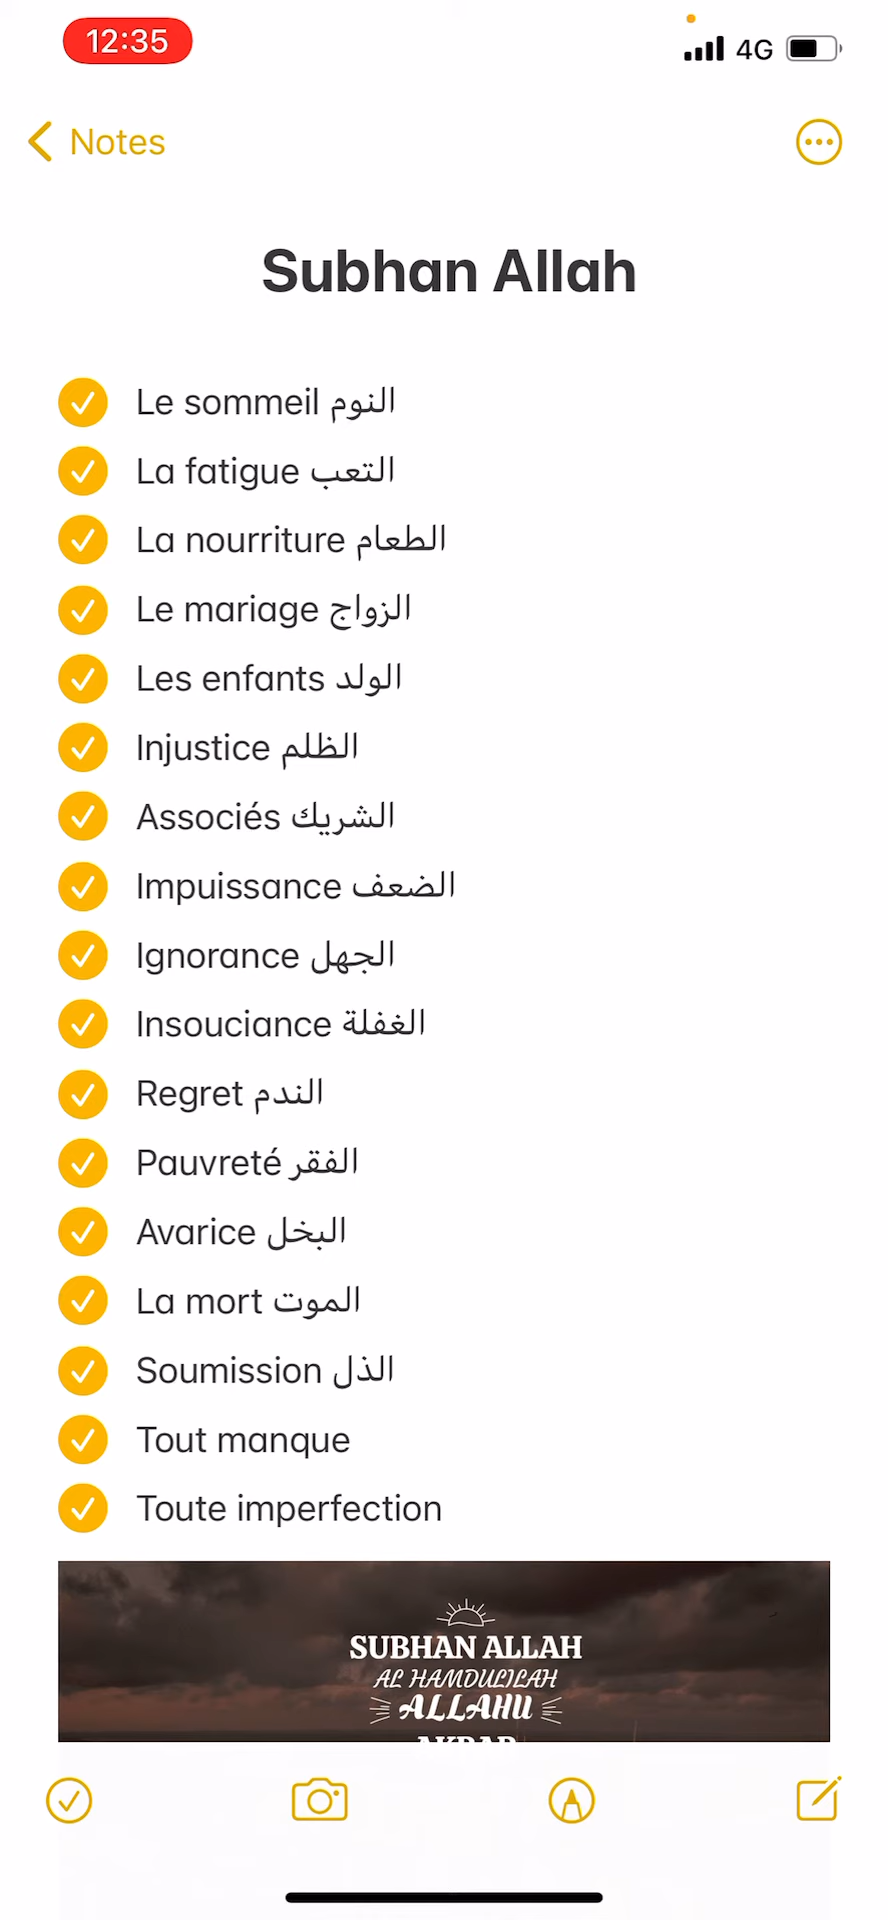 12:35
4G
Notes
Subhan Allah
Le sommeil النوم
La fatigue التعب
La nourriture الطعام
Le mariage الزواج
Les enfants الولد
Injustice الظلم
Associés الشريك
Impuissance الضعف
Ignorance الجهل
Insouciance الغفلة
Regret الندم
Pauvreté الفقر
Avarice البخل
La mort الموت
Soumission الذل
Tout manque
Toute imperfection
SUBHAN ALLAH
AL HAMDULILAH
ALLAHU
AKBAR